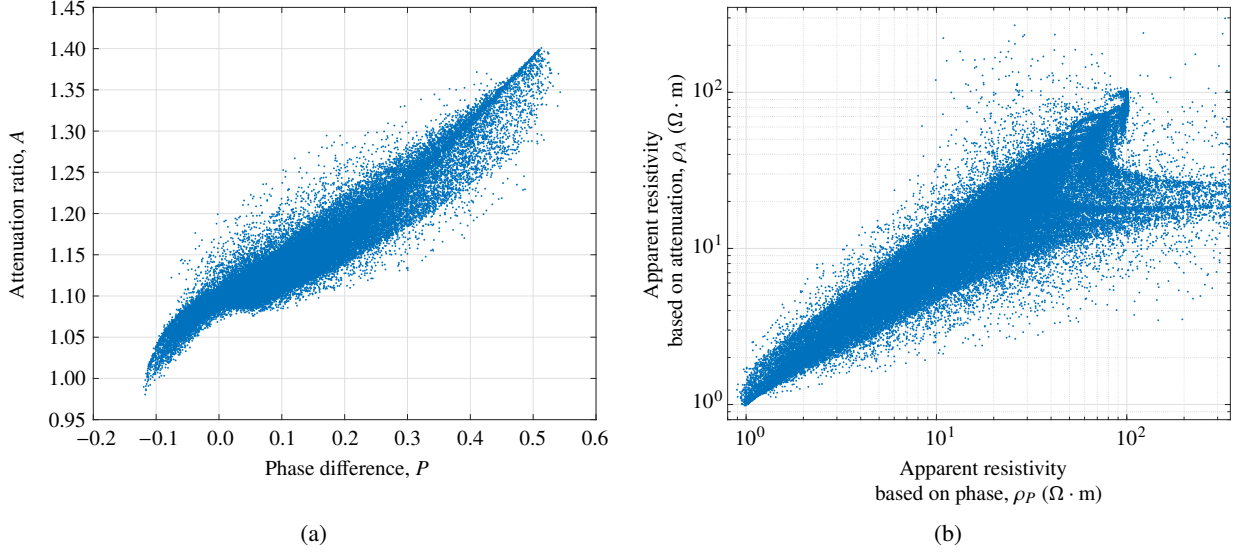 1.45
1.40
1.35
1.30
1.25
1.20
1.15
1.10
1.05
1.00
0.95
Attenuation ratio, A
−0.2 −0.1 0.0 0.1 0.2 0.3 0.4 0.5 0.6
Phase difference, P
(a)
10²
10¹
10⁰
Apparent resistivity
based on attenuation, ρ_A (Ω · m)
10⁰ 10¹ 10²
Apparent resistivity
based on phase, ρ_P (Ω · m)
(b)